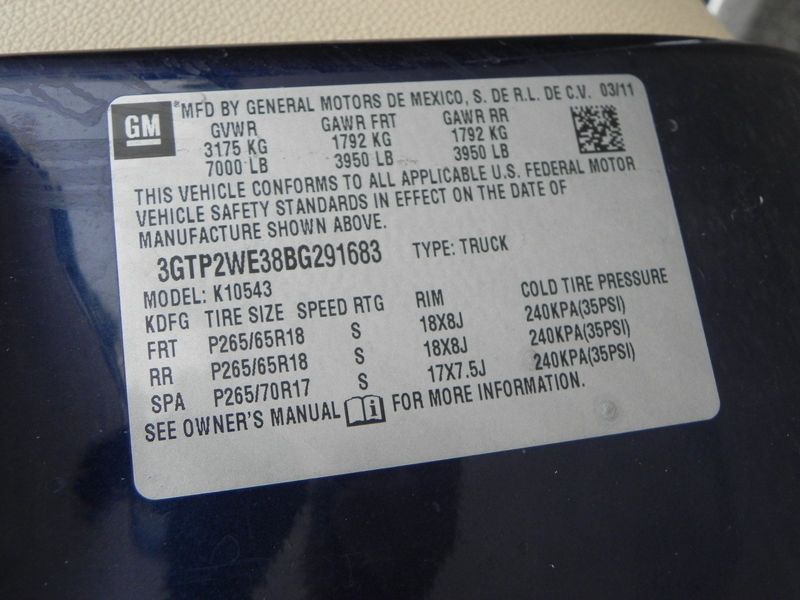 GM
MFD BY GENERAL MOTORS DE MEXICO, S. DE R.L. DE C.V. 03/11
GVWR GAWR FRT GAWR RR
3175 KG 1792 KG 1792 KG
7000 LB 3950 LB 3950 LB
THIS VEHICLE CONFORMS TO ALL APPLICABLE U.S. FEDERAL MOTOR
VEHICLE SAFETY STANDARDS IN EFFECT ON THE DATE OF
MANUFACTURE SHOWN ABOVE.
3GTP2WE38BG291683 TYPE: TRUCK
MODEL: K10543
KDFG TIRE SIZE SPEED RTG RIM COLD TIRE PRESSURE
FRT P265/65R18 S 18X8J 240KPA(35PSI)
RR P265/65R18 S 18X8J 240KPA(35PSI)
SPA P265/70R17 S 17X7.5J 240KPA(35PSI)
SEE OWNER'S MANUAL i FOR MORE INFORMATION.